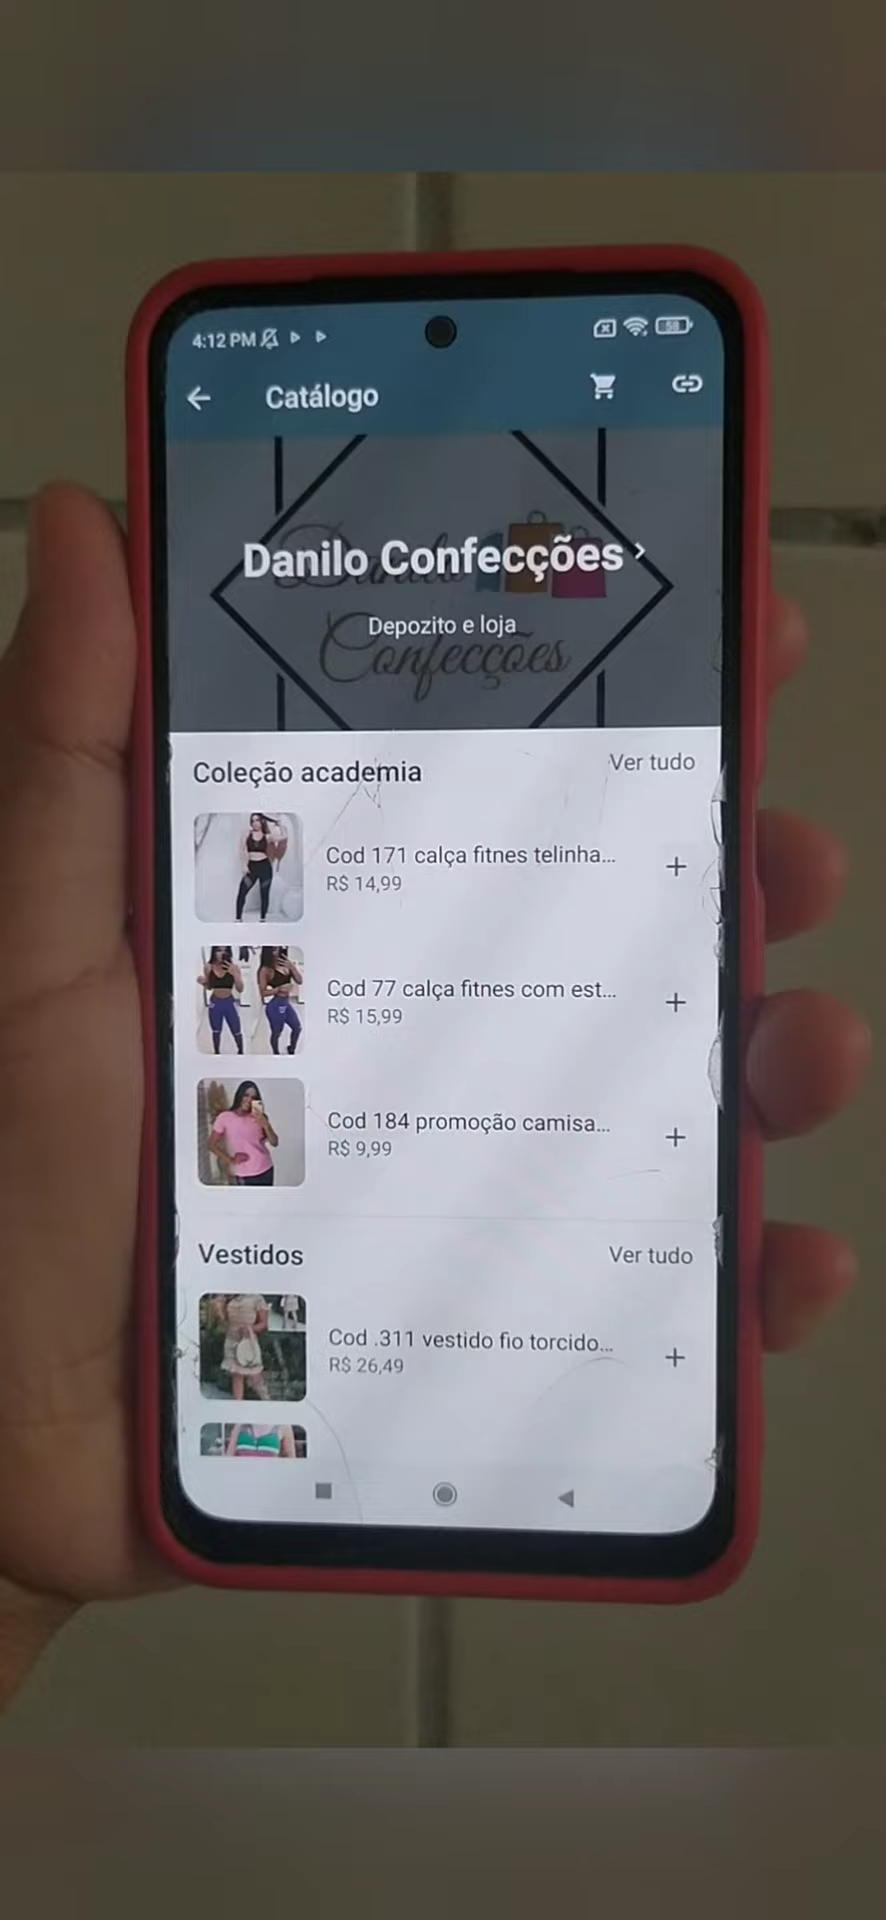 4:12 PM
58
Catálogo
Danilo Confecções
Danilo
Depozito e loja
Confecções
Coleção academia
Ver tudo
Cod 171 calça fitnes telinha...
R$ 14,99
Cod 77 calça fitnes com est...
R$ 15,99
Cod 184 promoção camisa...
R$ 9,99
Vestidos
Ver tudo
Cod .311 vestido fio torcido...
R$ 26,49